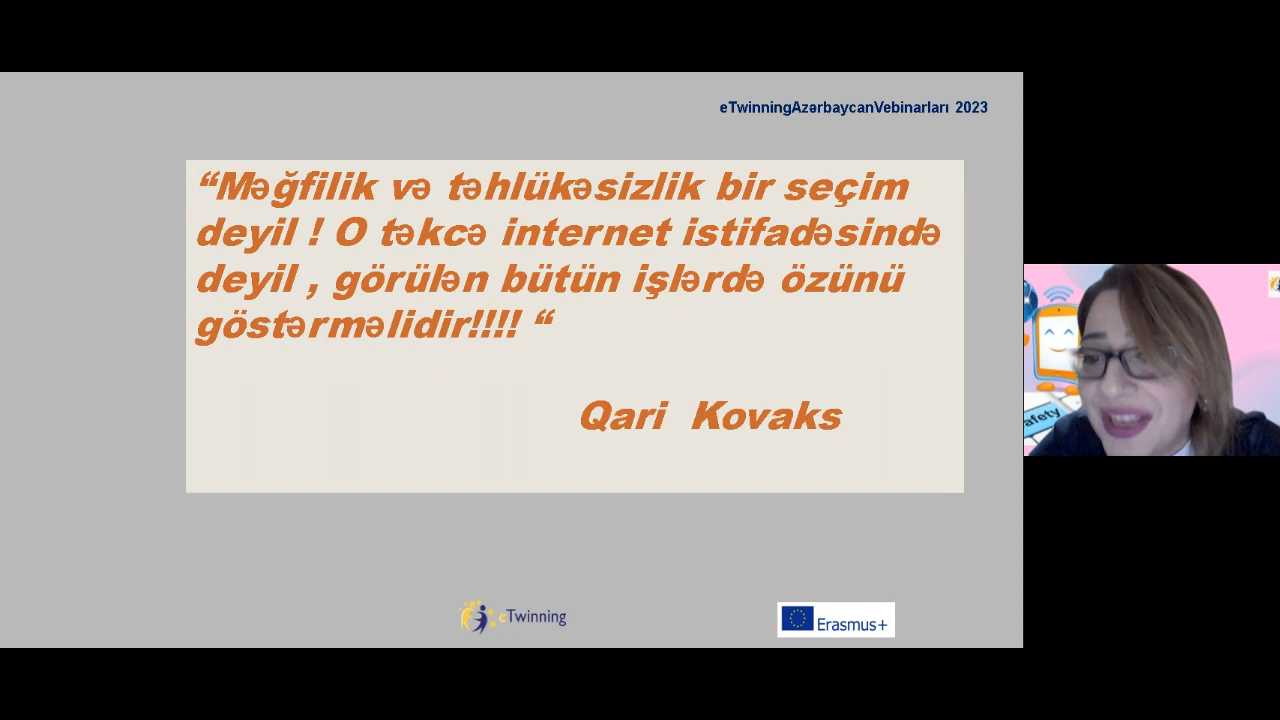 eTwinningAzərbaycanVebinarları 2023
“Məğfilik və təhlükəsizlik bir seçim
deyil ! O təkcə internet istifadəsində
deyil , görülən bütün işlərdə özünü
göstərməlidir!!!! “
Qari Kovaks
afety
eTwinning
Erasmus+